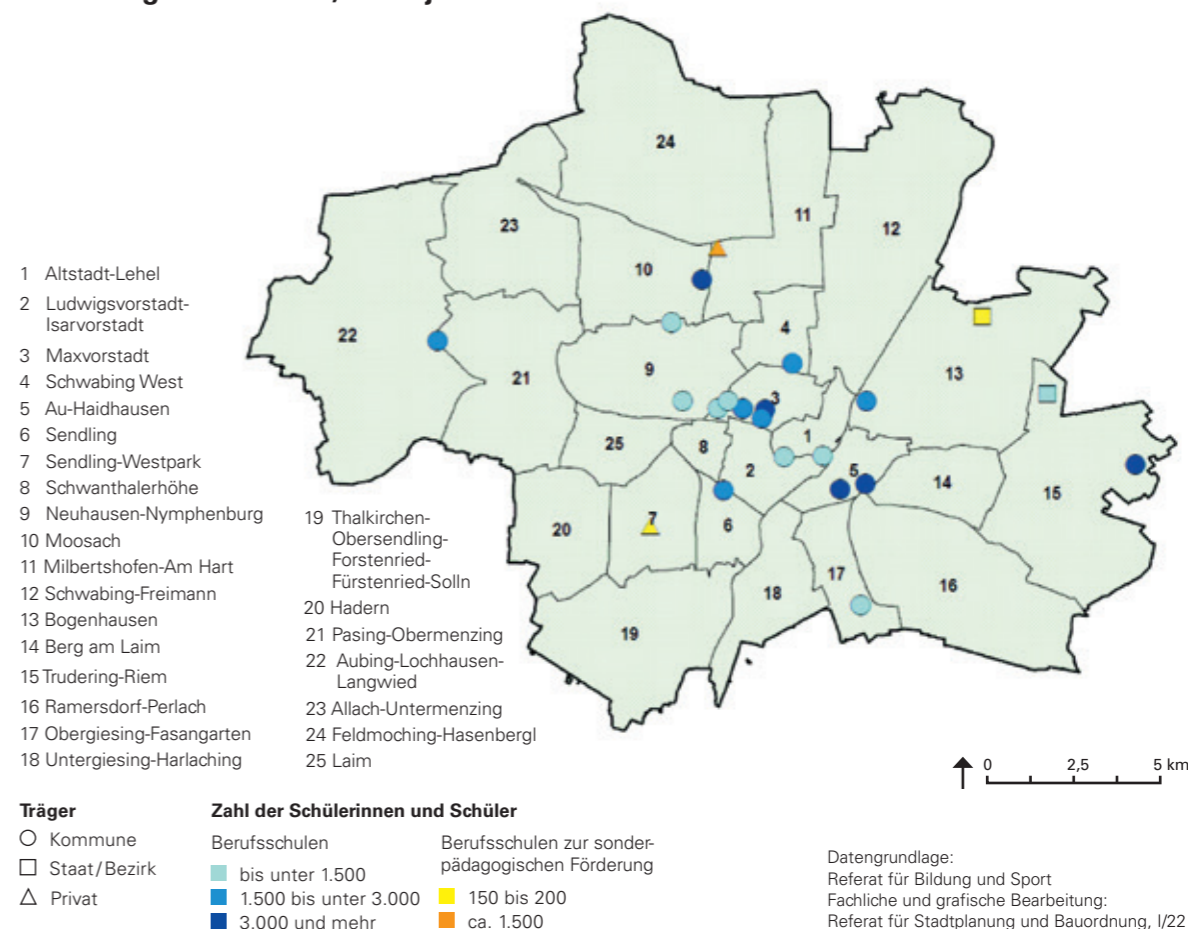 24
23
11
12
10
22
4
9
13
21
3
25
8
1
2
5
14
15
20
7
6
17
16
18
19
1 Altstadt-Lehel
2 Ludwigsvorstadt-
Isarvorstadt
3 Maxvorstadt
4 Schwabing West
5 Au-Haidhausen
6 Sendling
7 Sendling-Westpark
8 Schwanthalerhöhe
9 Neuhausen-Nymphenburg
10 Moosach
11 Milbertshofen-Am Hart
12 Schwabing-Freimann
13 Bogenhausen
14 Berg am Laim
15 Trudering-Riem
16 Ramersdorf-Perlach
17 Obergiesing-Fasangarten
18 Untergiesing-Harlaching
19 Thalkirchen-
Obersendling-
Forstenried-
Fürstenried-Solln
20 Hadern
21 Pasing-Obermenzing
22 Aubing-Lochhausen-
Langwied
23 Allach-Untermenzing
24 Feldmoching-Hasenbergl
25 Laim
0 2,5 5 km
Träger
Kommune
Staat/Bezirk
Privat
Zahl der Schülerinnen und Schüler
Berufsschulen
bis unter 1.500
1.500 bis unter 3.000
3.000 und mehr
Berufsschulen zur sonder-
pädagogischen Förderung
150 bis 200
ca. 1.500
Datengrundlage:
Referat für Bildung und Sport
Fachliche und grafische Bearbeitung:
Referat für Stadtplanung und Bauordnung, I/22